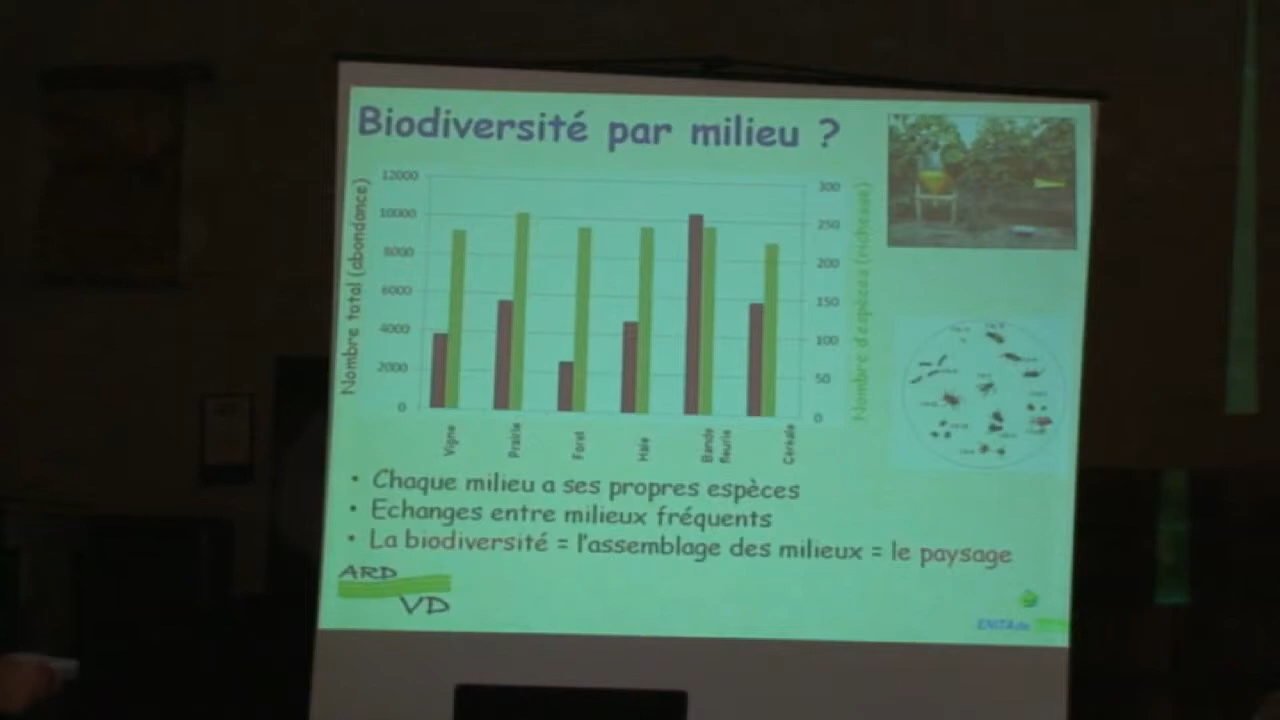 Biodiversité par milieu ?
Nombre total (abondance)
12000
10000
8000
6000
4000
2000
0
300
250
200
150
100
50
0
Nombre d'espèces (richesse)
Vigne
Prairie
Foret
Haie
Bande
fleurie
Céréale
• Chaque milieu a ses propres espèces
• Echanges entre milieux fréquents
• La biodiversité = l'assemblage des milieux = le paysage
ARD
VD
ENITA de